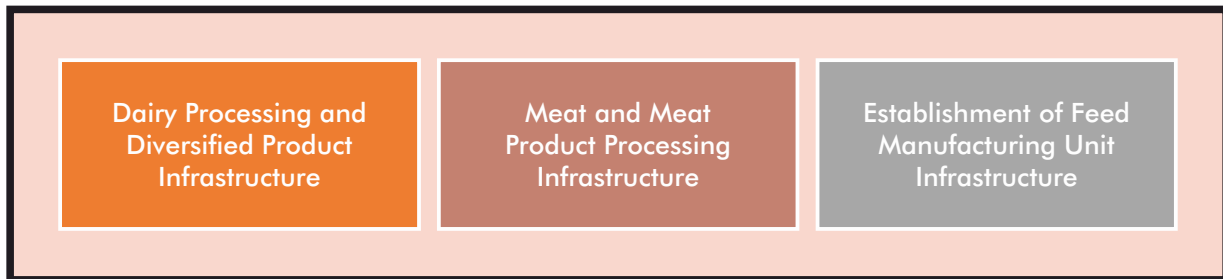 Dairy Processing and
Diversified Product
Infrastructure
Meat and Meat
Product Processing
Infrastructure
Establishment of Feed
Manufacturing Unit
Infrastructure